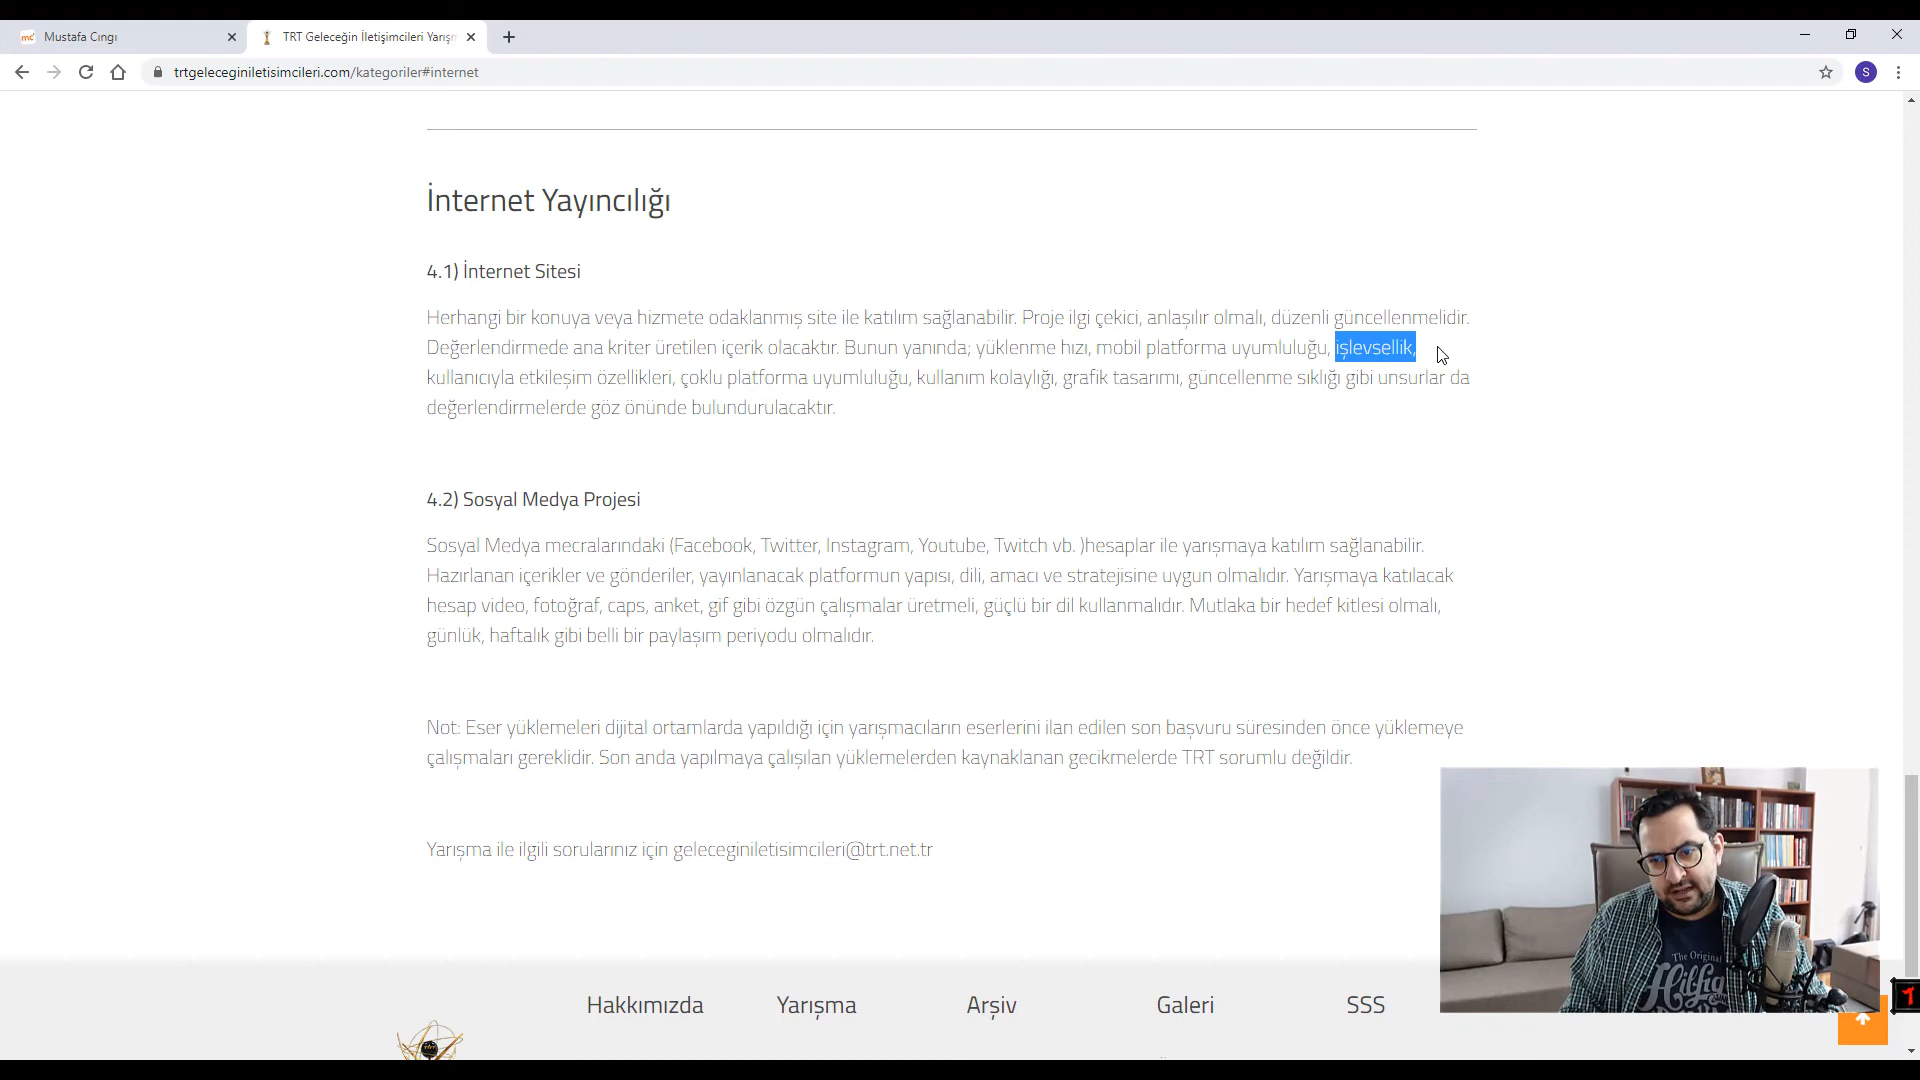 Mustafa Cıngı
TRT Geleceğin İletişimcileri Yarışm
trtgeleceginiletisimcileri.com/kategoriler#internet
S
İnternet Yayıncılığı
4.1) İnternet Sitesi
Herhangi bir konuya veya hizmete odaklanmış site ile katılım sağlanabilir. Proje ilgi çekici, anlaşılır olmalı, düzenli güncellenmelidir.
Değerlendirmede ana kriter üretilen içerik olacaktır. Bunun yanında; yüklenme hızı, mobil platforma uyumluluğu, işlevsellik,
kullanıcıyla etkileşim özellikleri, çoklu platforma uyumluluğu, kullanım kolaylığı, grafik tasarımı, güncellenme sıklığı gibi unsurlar da
değerlendirmelerde göz önünde bulundurulacaktır.
4.2) Sosyal Medya Projesi
Sosyal Medya mecralarındaki (Facebook, Twitter, Instagram, Youtube, Twitch vb. )hesaplar ile yarışmaya katılım sağlanabilir.
Hazırlanan içerikler ve gönderiler, yayınlanacak platformun yapısı, dili, amacı ve stratejisine uygun olmalıdır. Yarışmaya katılacak
hesap video, fotoğraf, caps, anket, gif gibi özgün çalışmalar üretmeli, güçlü bir dil kullanmalıdır. Mutlaka bir hedef kitlesi olmalı,
günlük, haftalık gibi belli bir paylaşım periyodu olmalıdır.
Not: Eser yüklemeleri dijital ortamlarda yapıldığı için yarışmacıların eserlerini ilan edilen son başvuru süresinden önce yüklemeye
çalışmaları gereklidir. Son anda yapılmaya çalışılan yüklemelerden kaynaklanan gecikmelerde TRT sorumlu değildir.
Yarışma ile ilgili sorularınız için geleceginiletisimcileri@trt.net.tr
The Original
Hakkımızda Yarışma Arşiv Galeri SSS